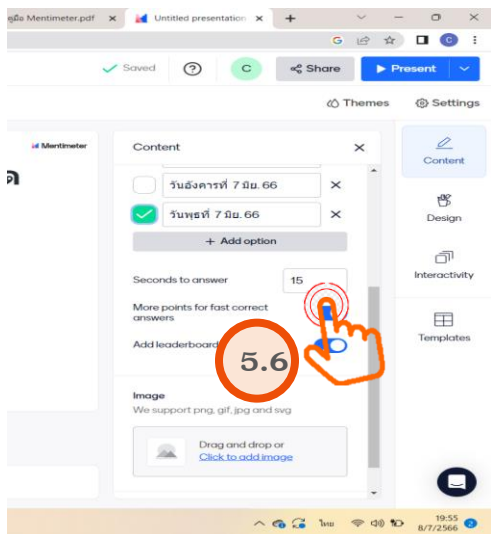 คู่มือ Mentimeter.pdf
Untitled presentation
G
C
Saved
?
C
Share
Present
Themes
Settings
Mentimeter
Content
Content
วันอังคารที่ 7 มิย. 66
วันพุธที่ 7 มิย. 66
+ Add option
Design
Seconds to answer
15
Interactivity
More points for fast correct
answers
Add leaderboard
5.6
Templates
Image
We support png, gif, jpg and svg
Drag and drop or
Click to add image
ไทย
19:55
8/7/2566
2